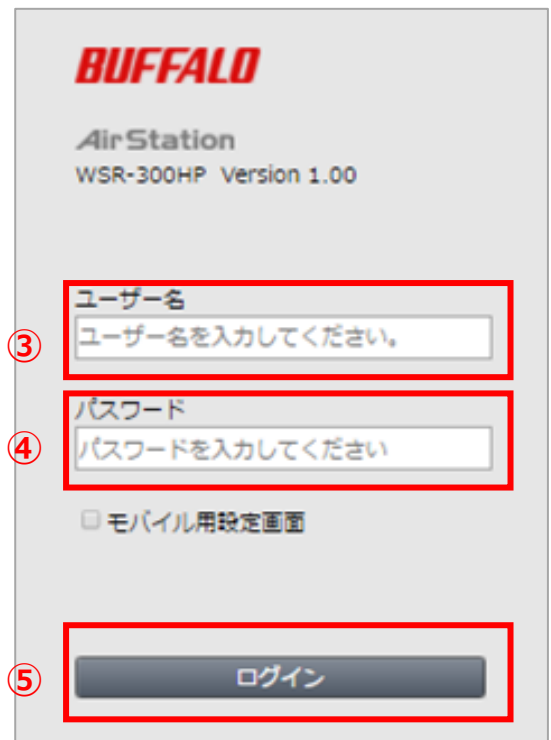 BUFFALO
AirStation
WSR-300HP Version 1.00
ユーザー名
③
ユーザー名を入力してください。
パスワード
④
パスワードを入力してください
モバイル用設定画面
⑤
ログイン